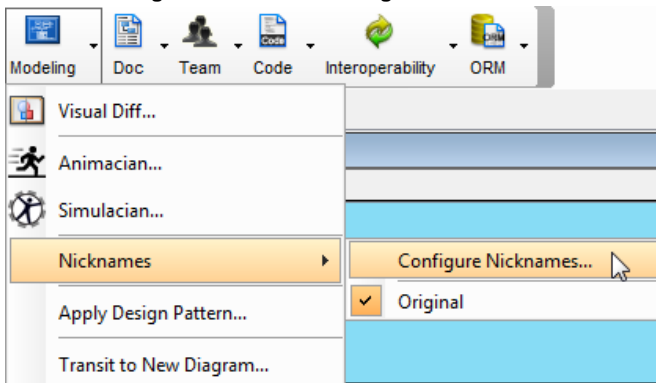 Modeling Doc Team Code Interoperability ORM
Visual Diff...
Animacian...
Simulacian...
Nicknames
Configure Nicknames...
Original
Apply Design Pattern...
Transit to New Diagram...